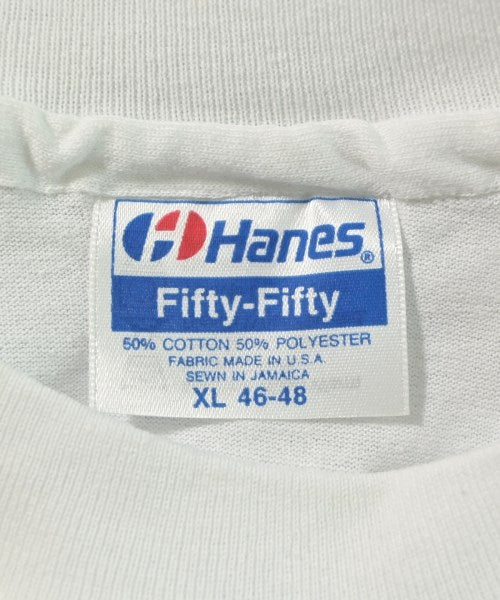 Hanes®
Fifty-Fifty
50% COTTON 50% POLYESTER
FABRIC MADE IN U.S.A.
SEWN IN JAMAICA
XL 46-48